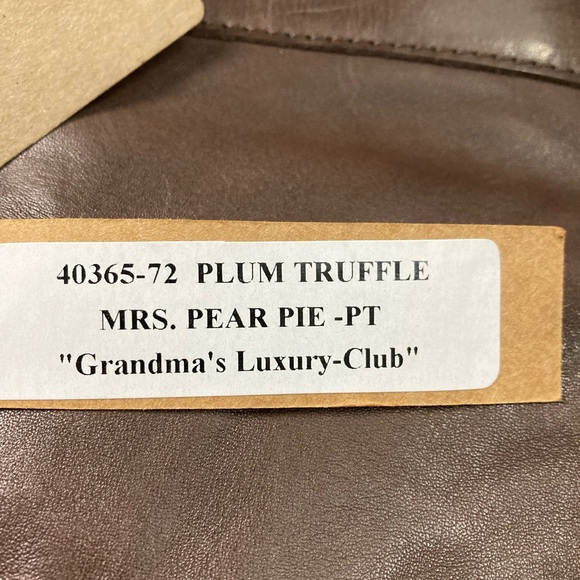 40365-72 PLUM TRUFFLE
MRS. PEAR PIE -PT
"Grandma's Luxury-Club"